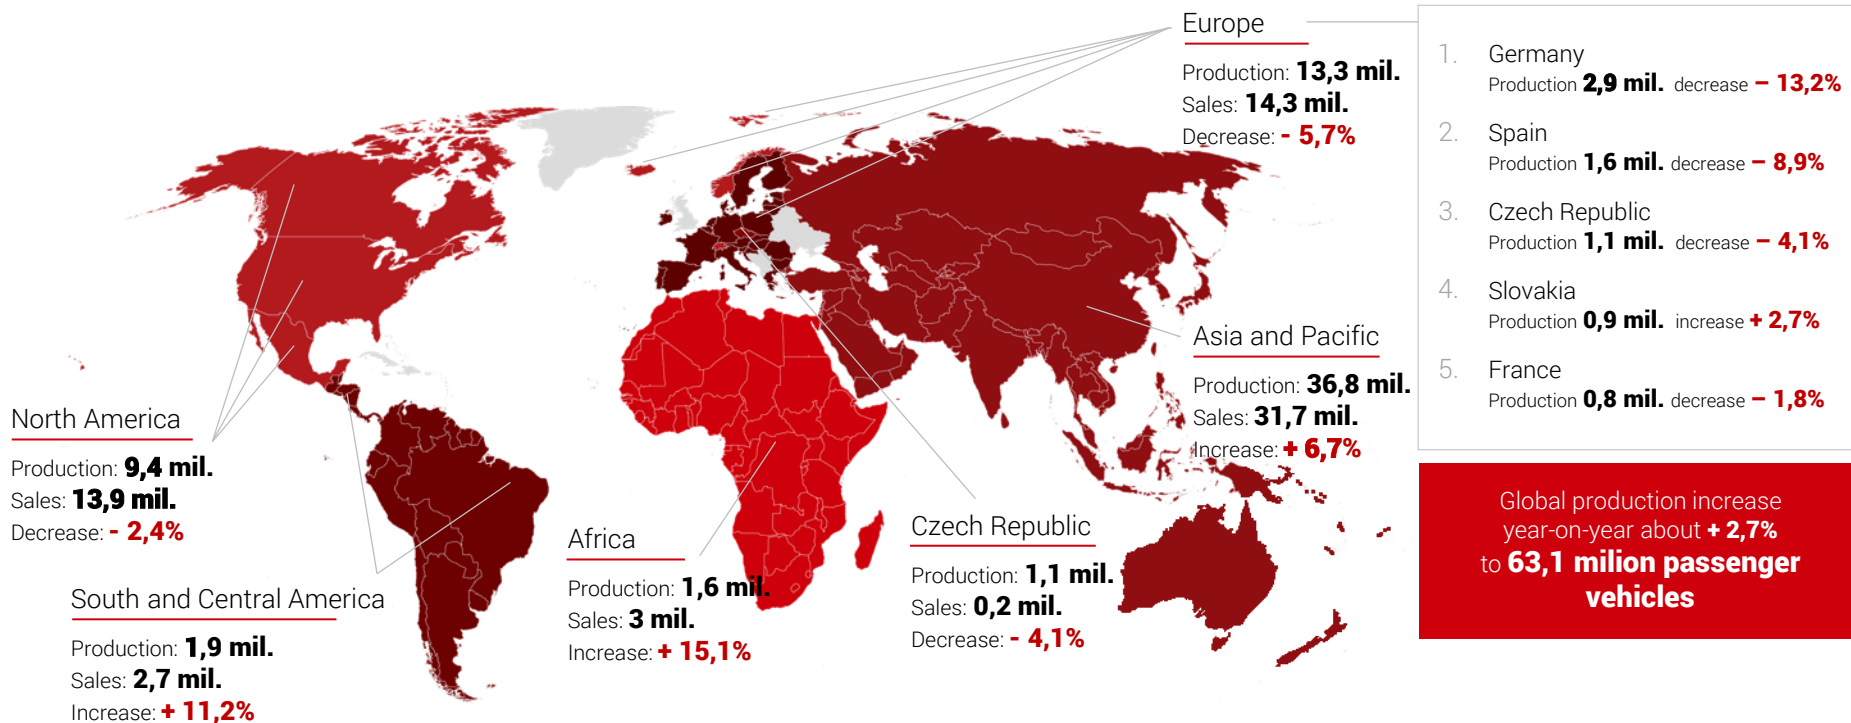 Europe
Production: 13,3 mil.
Sales: 14,3 mil.
Decrease: - 5,7%
1. Germany
Production 2,9 mil. decrease – 13,2%
2. Spain
Production 1,6 mil. decrease – 8,9%
3. Czech Republic
Production 1,1 mil. decrease – 4,1%
4. Slovakia
Production 0,9 mil. increase + 2,7%
5. France
Production 0,8 mil. decrease – 1,8%
Asia and Pacific
Production: 36,8 mil.
Sales: 31,7 mil.
Increase: + 6,7%
North America
Production: 9,4 mil.
Sales: 13,9 mil.
Decrease: - 2,4%
South and Central America
Production: 1,9 mil.
Sales: 2,7 mil.
Increase: + 11,2%
Africa
Production: 1,6 mil.
Sales: 3 mil.
Increase: + 15,1%
Czech Republic
Production: 1,1 mil.
Sales: 0,2 mil.
Decrease: - 4,1%
Global production increase
year-on-year about + 2,7%
to 63,1 milion passenger
vehicles